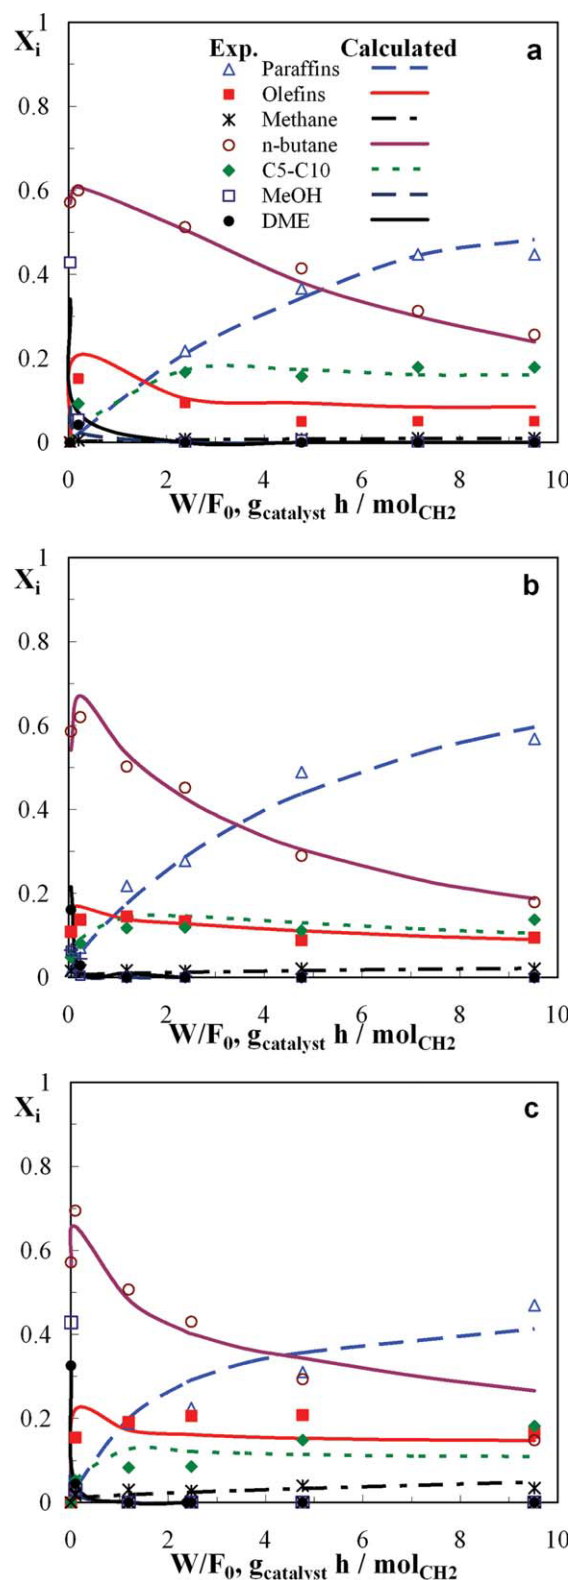 a
Exp. Calculated
Paraffins
Olefins
Methane
n-butane
C5-C10
MeOH
DME
Xi
1
0.8
0.6
0.4
0.2
0
0 2 4 6 8 10
W/F0, gcatalyst h / molCH2
b
Xi
1
0.8
0.6
0.4
0.2
0
0 2 4 6 8 10
W/F0, gcatalyst h / molCH2
c
Xi
1
0.8
0.6
0.4
0.2
0
0 2 4 6 8 10
W/F0, gcatalyst h / molCH2